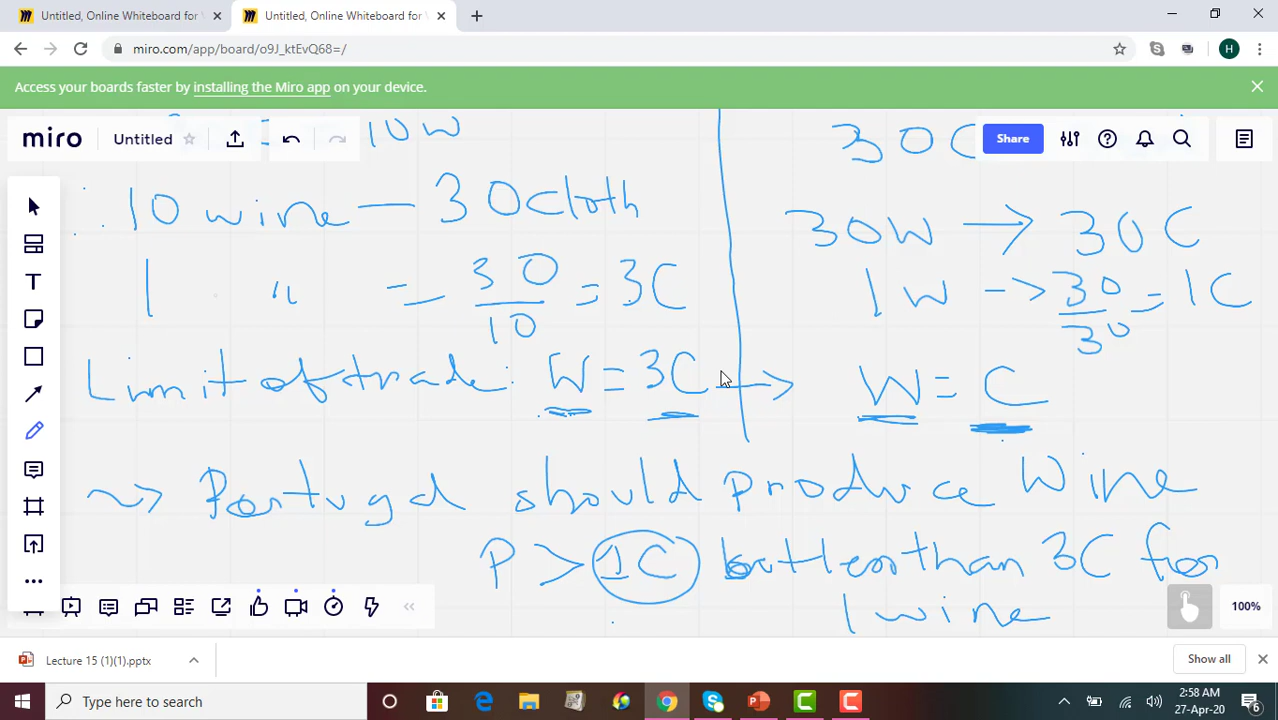 Untitled, Online Whiteboard for V
Untitled, Online Whiteboard for W
miro.com/app/board/o9J_ktEvQ68=/
H
Access your boards faster by installing the Miro app on your device.
miro
Untitled
Share
10W
30C
10 wine — 30cloth
30W → 30C
1 " = 30/10 = 3C
1W -> 30/30 = 1C
Limit of trade: W = 3C → W = C
~> Portugal should produce Wine
P > 1C but less than 3C for
1 wine
100%
Lecture 15 (1)(1).pptx
Show all
Type here to search
2:58 AM
27-Apr-20
6